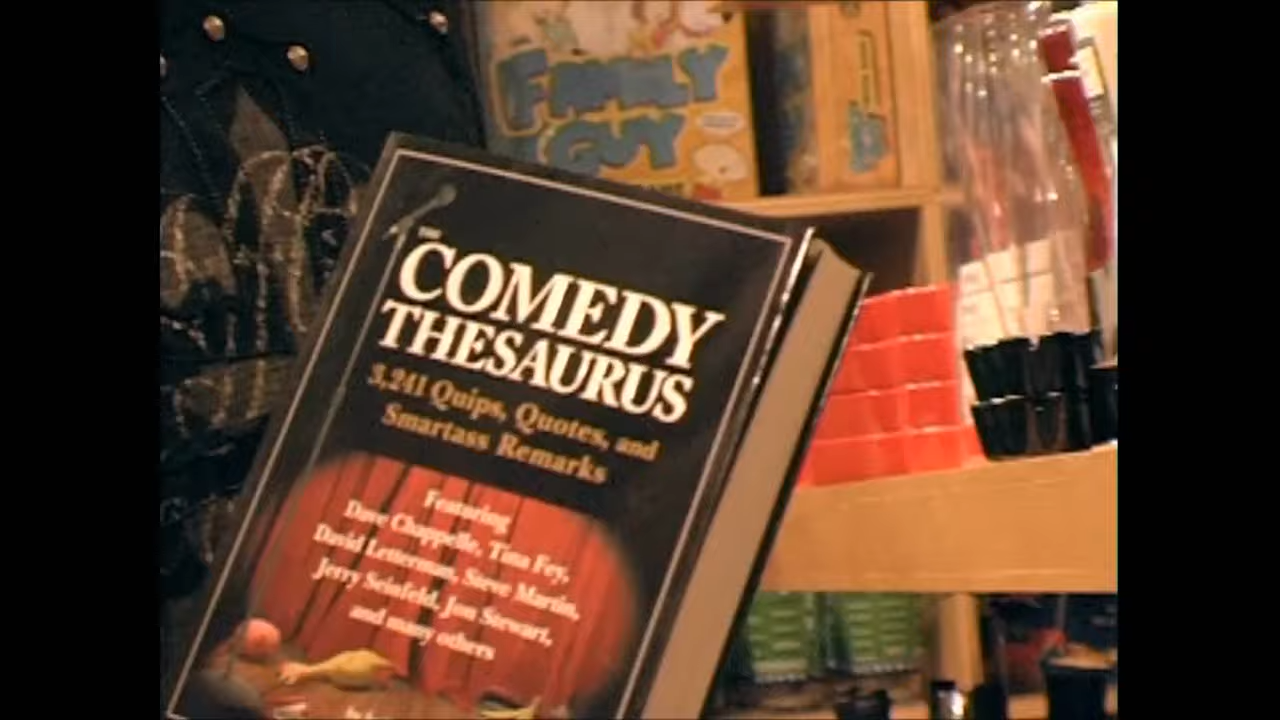 FAMILY
GUY
THE
COMEDY
THESAURUS
3,241 Quips, Quotes, and
Smartass Remarks
Featuring
Dave Chappelle, Tina Fey,
David Letterman, Steve Martin,
Jerry Seinfeld, Jon Stewart,
and many others